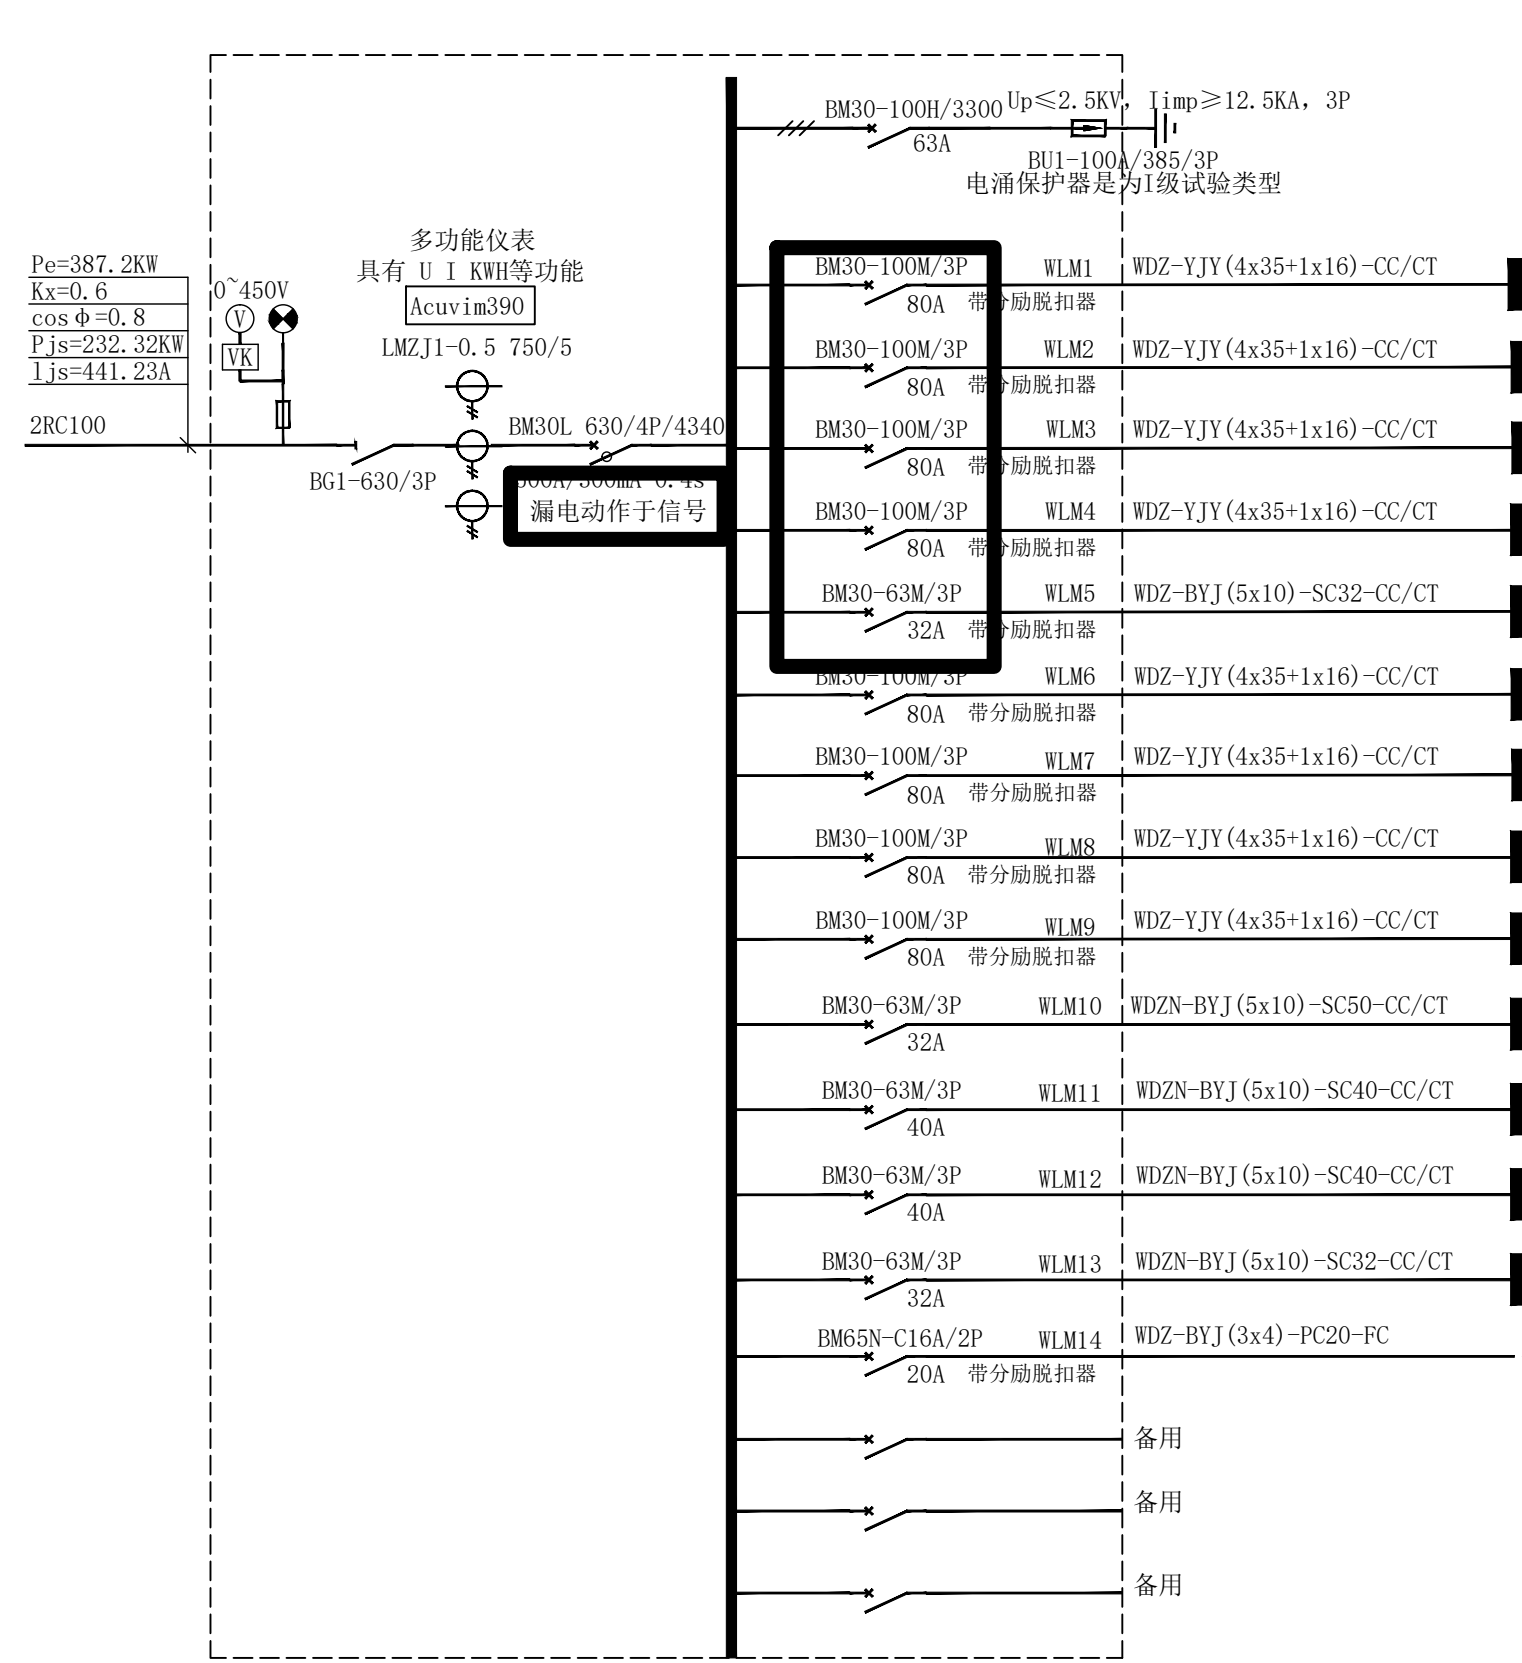 BM30-100H/3300
Up≤2.5KV, Iimp≥12.5KA, 3P
63A
BU1-100A/385/3P
电涌保护器是为I级试验类型
多功能仪表
具有 U I KWH等功能
Acuvim390
LMZJ1-0.5 750/5
Pe=387.2KW
Kx=0.6
cosφ=0.8
Pjs=232.32KW
ljs=441.23A
2RC100
0~450V
V
VK
BG1-630/3P
BM30L 630/4P/4340
500A/300mA 0.4s
漏电动作于信号
BM30-100M/3P WLM1 WDZ-YJY(4x35+1x16)-CC/CT
80A 带分励脱扣器
BM30-100M/3P WLM2 WDZ-YJY(4x35+1x16)-CC/CT
80A 带分励脱扣器
BM30-100M/3P WLM3 WDZ-YJY(4x35+1x16)-CC/CT
80A 带分励脱扣器
BM30-100M/3P WLM4 WDZ-YJY(4x35+1x16)-CC/CT
80A 带分励脱扣器
BM30-63M/3P WLM5 WDZ-BYJ(5x10)-SC32-CC/CT
32A 带分励脱扣器
BM30-100M/3P WLM6 WDZ-YJY(4x35+1x16)-CC/CT
80A 带分励脱扣器
BM30-100M/3P WLM7 WDZ-YJY(4x35+1x16)-CC/CT
80A 带分励脱扣器
BM30-100M/3P WLM8 WDZ-YJY(4x35+1x16)-CC/CT
80A 带分励脱扣器
BM30-100M/3P WLM9 WDZ-YJY(4x35+1x16)-CC/CT
80A 带分励脱扣器
BM30-63M/3P WLM10 WDZN-BYJ(5x10)-SC50-CC/CT
32A
BM30-63M/3P WLM11 WDZN-BYJ(5x10)-SC40-CC/CT
40A
BM30-63M/3P WLM12 WDZN-BYJ(5x10)-SC40-CC/CT
40A
BM30-63M/3P WLM13 WDZN-BYJ(5x10)-SC32-CC/CT
32A
BM65N-C16A/2P WLM14 WDZ-BYJ(3x4)-PC20-FC
20A 带分励脱扣器
备用
备用
备用